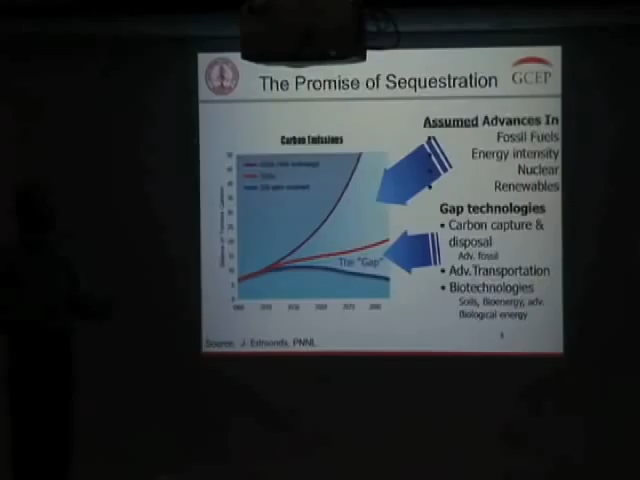 The Promise of Sequestration
GCEP
Assumed Advances In
Fossil Fuels
Energy intensity
Nuclear
Renewables
Carbon Emissions
Gap technologies
• Carbon capture &
disposal
Adv. fossil
• Adv.Transportation
• Biotechnologies
Soils, Bioenergy, adv.
Biological energy
The "Gap"
Source: J. Edmonds, PNNL